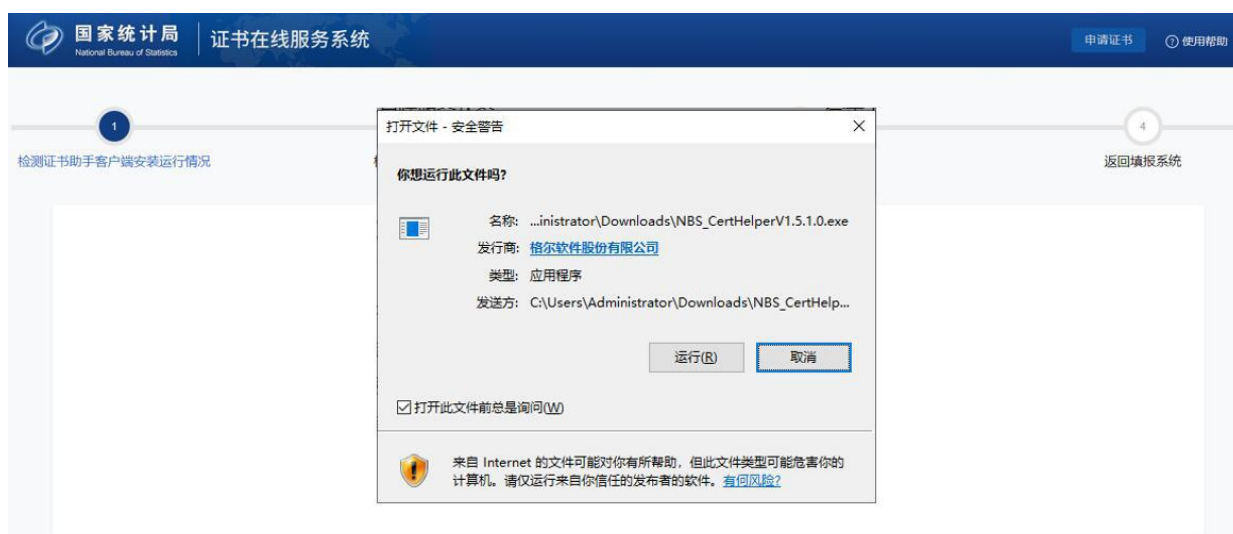 国家统计局
National Bureau of Statistics
证书在线服务系统
申请证书
使用帮助
1
4
检测证书助手客户端安装运行情况
返回填报系统
打开文件 - 安全警告
你想运行此文件吗?
名称: ...inistrator\Downloads\NBS_CertHelperV1.5.1.0.exe
发行商: 格尔软件股份有限公司
类型: 应用程序
发送方: C:\Users\Administrator\Downloads\NBS_CertHelp...
运行(R)
取消
打开此文件前总是询问(W)
来自 Internet 的文件可能对你有所帮助，但此文件类型可能危害你的
计算机。请仅运行来自你信任的发布者的软件。有何风险?